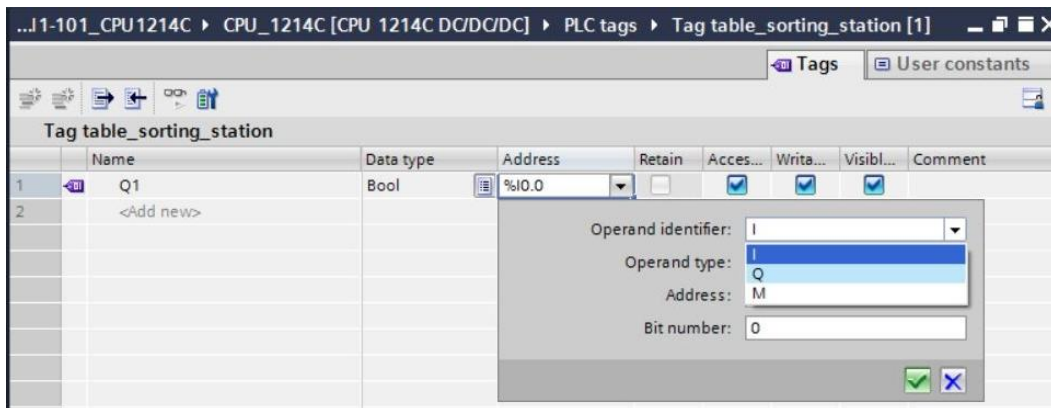 ...J1-101_CPU1214C ▸ CPU_1214C [CPU 1214C DC/DC/DC] ▸ PLC tags ▸ Tag table_sorting_station [1]
Tags User constants
Tag table_sorting_station
Name Data type Address Retain Acces... Writa... Visibl... Comment
1 Q1 Bool %I0.0
2 <Add new>
Operand identifier: I
I
Operand type:
Q
Address: M
Bit number: 0